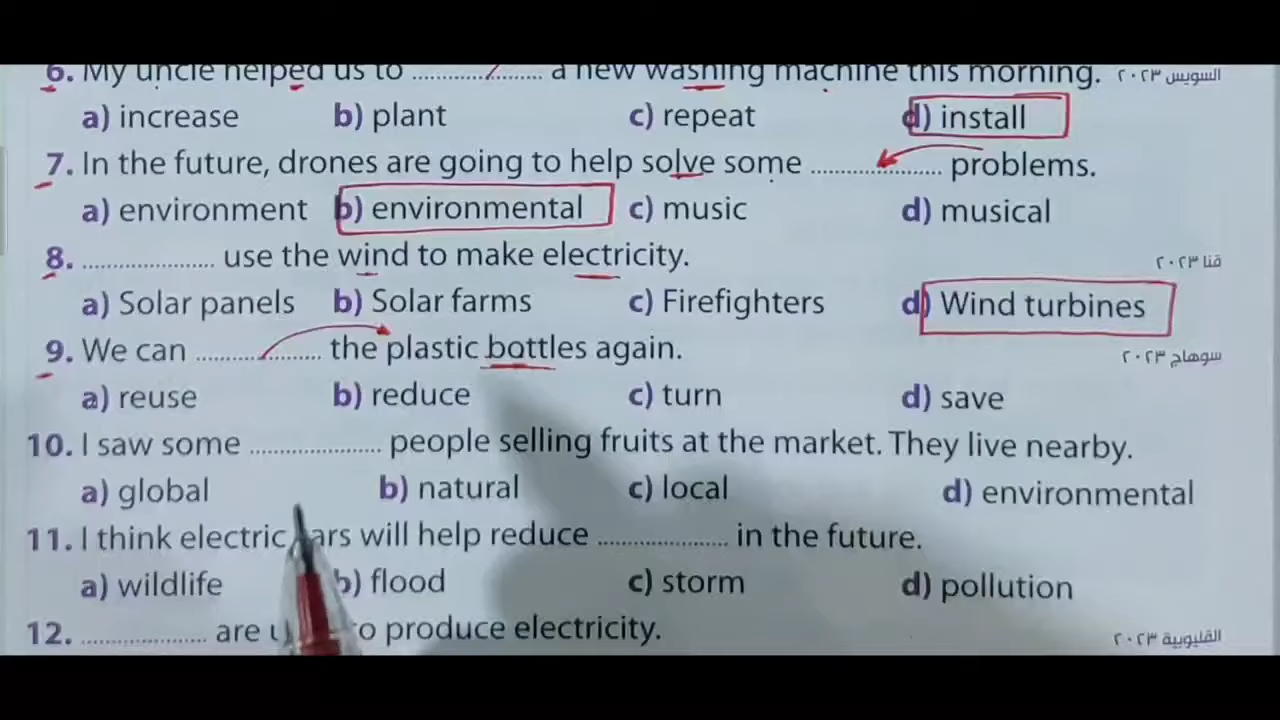 6. My uncle helped us to .................... a new washing machine this morning. السويس ٢٠٢٣
a) increase b) plant c) repeat d) install
7. In the future, drones are going to help solve some .................... problems.
a) environment b) environmental c) music d) musical
8. .................... use the wind to make electricity. قنا ٢٠٢٣
a) Solar panels b) Solar farms c) Firefighters d) Wind turbines
9. We can .................... the plastic bottles again. سوهاج ٢٠٢٣
a) reuse b) reduce c) turn d) save
10. I saw some .................... people selling fruits at the market. They live nearby.
a) global b) natural c) local d) environmental
11. I think electric ars will help reduce .................... in the future.
a) wildlife b) flood c) storm d) pollution
12. .................... are u o produce electricity. القليوبية ٢٠٢٣